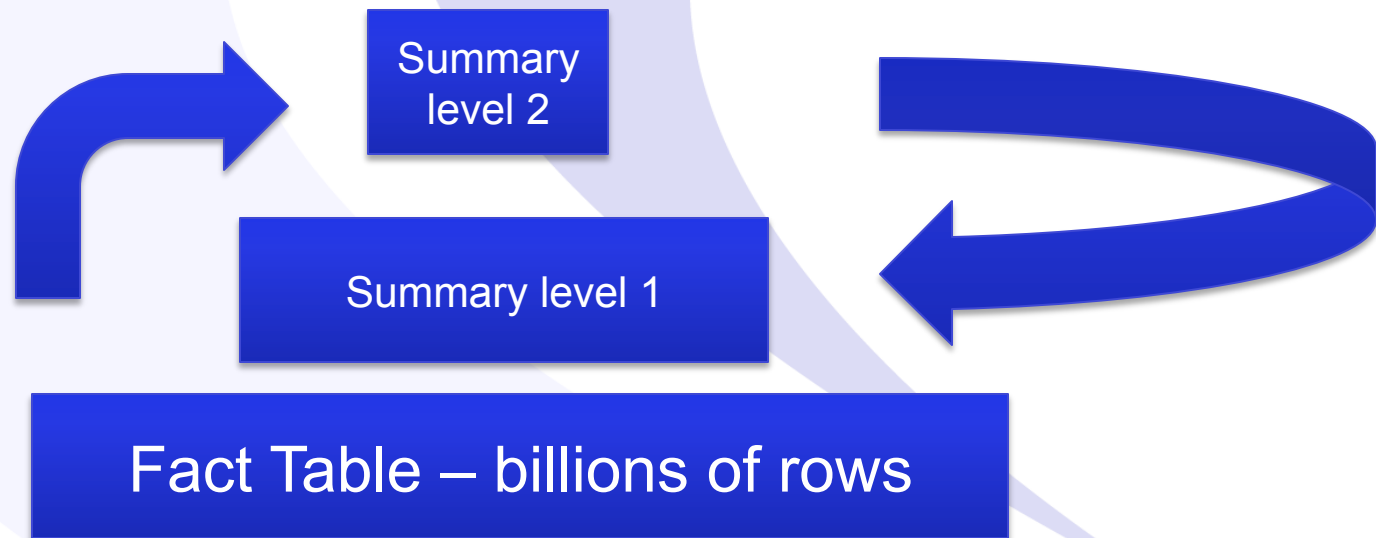 Summary
level 2
Summary level 1
Fact Table – billions of rows